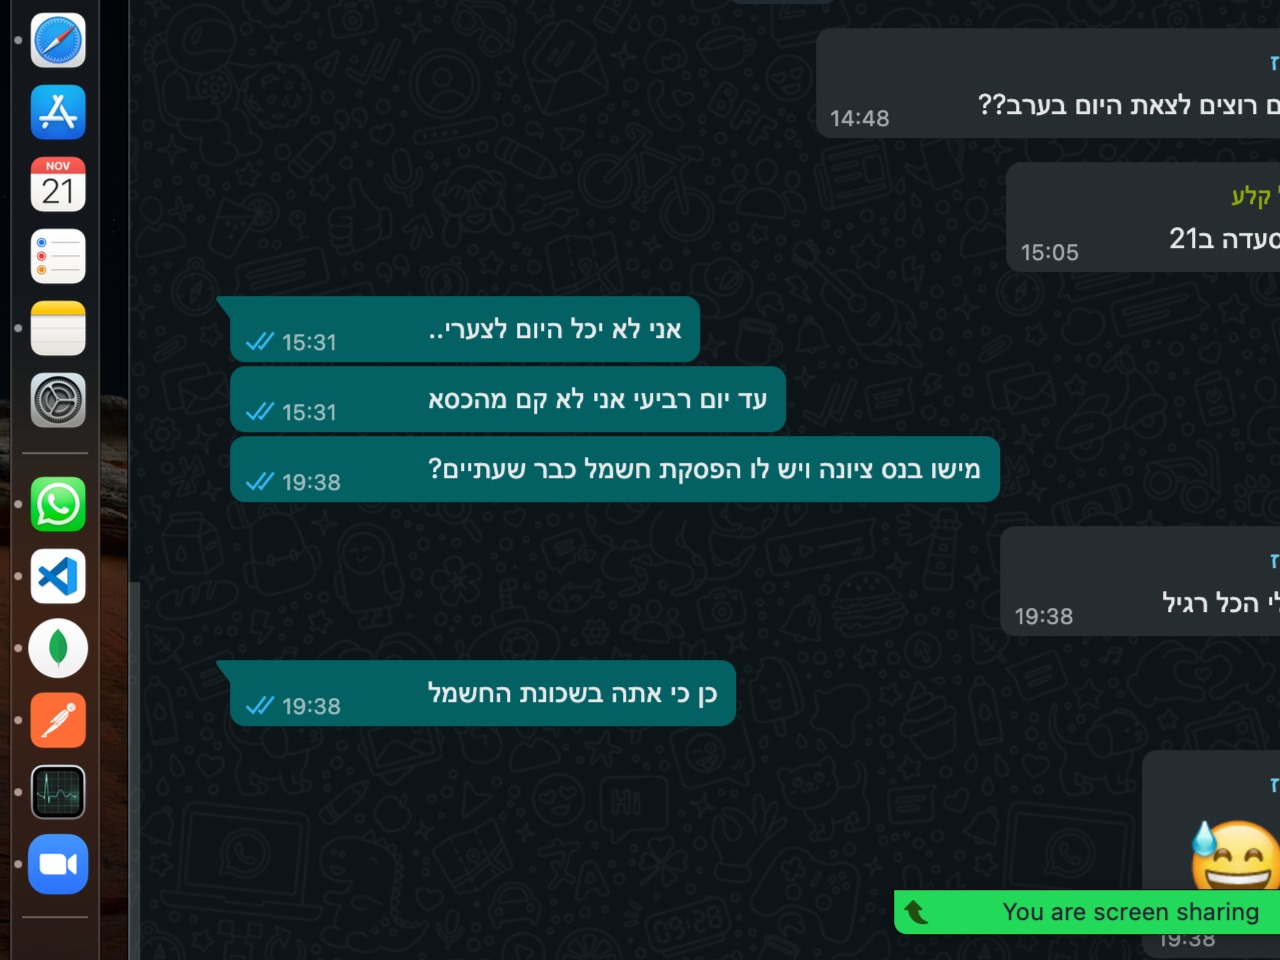 NOV
21
רוצים לצאת היום בערב??
14:48
קלע
ב21
15:05
אני לא יכל היום לצערי..
15:31
עד יום רביעי אני לא קם מהכסא
15:31
מישו בנס ציונה ויש לו הפסקת חשמל כבר שעתיים?
19:38
הכל רגיל
19:38
כן כי אתה בשכונת החשמל
19:38
You are screen sharing
19:38